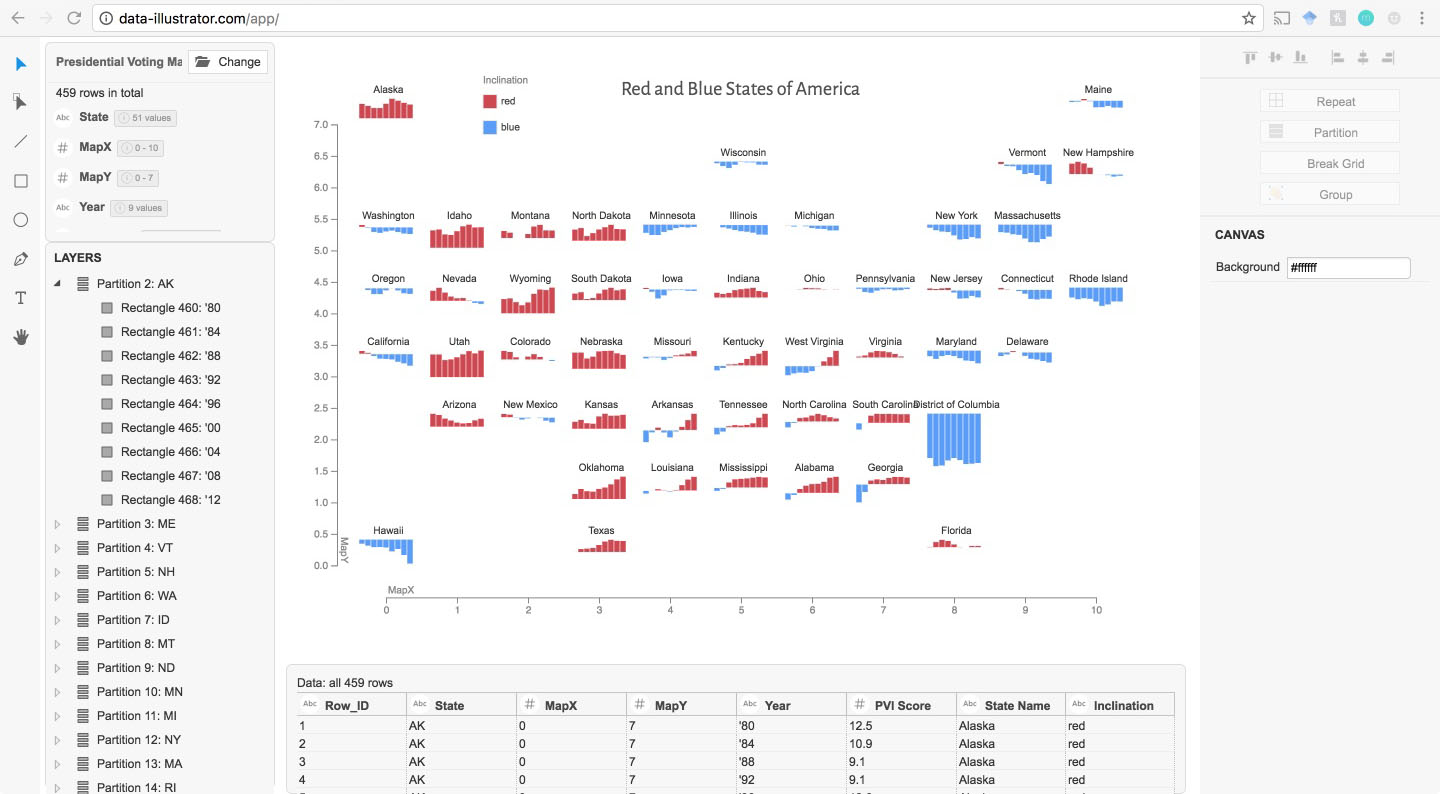 data-illustrator.com/app/
Presidential Voting Ma
Change
459 rows in total
Abc State 51 values
# MapX 0 - 10
# MapY 0 - 7
Abc Year 9 values
LAYERS
Partition 2: AK
Rectangle 460: '80
Rectangle 461: '84
Rectangle 462: '88
Rectangle 463: '92
Rectangle 464: '96
Rectangle 465: '00
Rectangle 466: '04
Rectangle 467: '08
Rectangle 468: '12
Partition 3: ME
Partition 4: VT
Partition 5: NH
Partition 6: WA
Partition 7: ID
Partition 8: MT
Partition 9: ND
Partition 10: MN
Partition 11: MI
Partition 12: NY
Partition 13: MA
Partition 14: RI
Red and Blue States of America
Inclination
red
blue
Alaska Maine
Wisconsin Vermont New Hampshire
Washington Idaho Montana North Dakota Minnesota Illinois Michigan New York Massachusetts
Oregon Nevada Wyoming South Dakota Iowa Indiana Ohio Pennsylvania New Jersey Connecticut Rhode Island
California Utah Colorado Nebraska Missouri Kentucky West Virginia Virginia Maryland Delaware
Arizona New Mexico Kansas Arkansas Tennessee North Carolina South Carolina District of Columbia
Oklahoma Louisiana Mississippi Alabama Georgia
Hawaii Texas Florida
7.0
6.5
6.0
5.5
5.0
4.5
4.0
3.5
3.0
2.5
2.0
1.5
1.0
0.5
0.0
MapY
MapX
0 1 2 3 4 5 6 7 8 9 10
Data: all 459 rows
Abc Row_ID Abc State # MapX # MapY Abc Year # PVI Score Abc State Name Abc Inclination
1 AK 0 7 '80 12.5 Alaska red
2 AK 0 7 '84 10.9 Alaska red
3 AK 0 7 '88 9.1 Alaska red
4 AK 0 7 '92 9.1 Alaska red
Repeat
Partition
Break Grid
Group
CANVAS
Background #ffffff